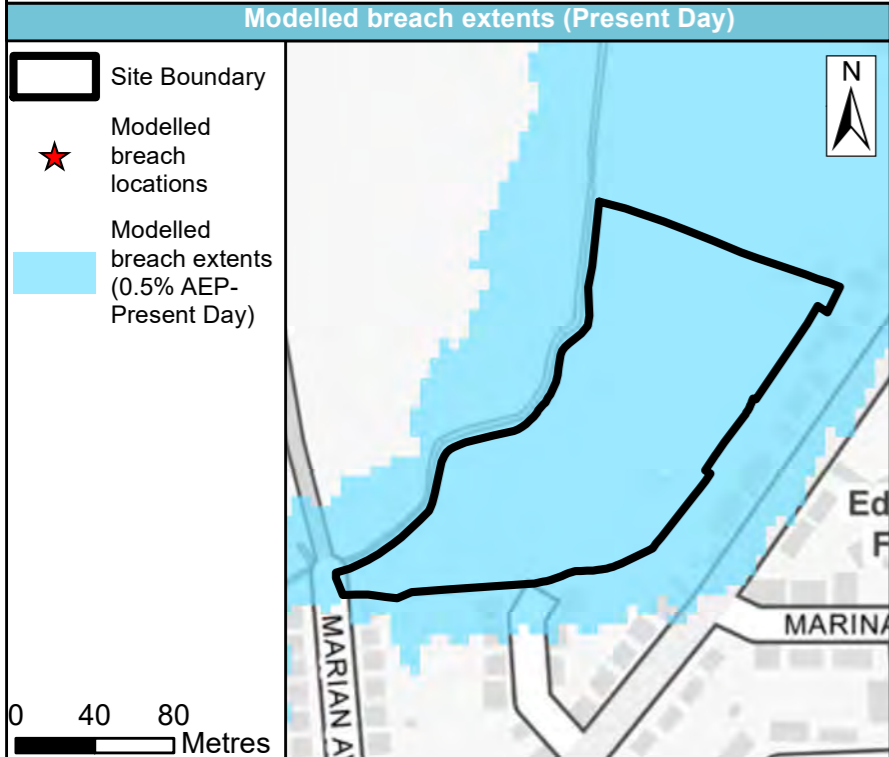 Modelled breach extents (Present Day)
Site Boundary
Modelled
breach
locations
Modelled
breach extents
(0.5% AEP-
Present Day)
0 40 80
Metres
N
Ed
F
MARINA
MARIAN AV